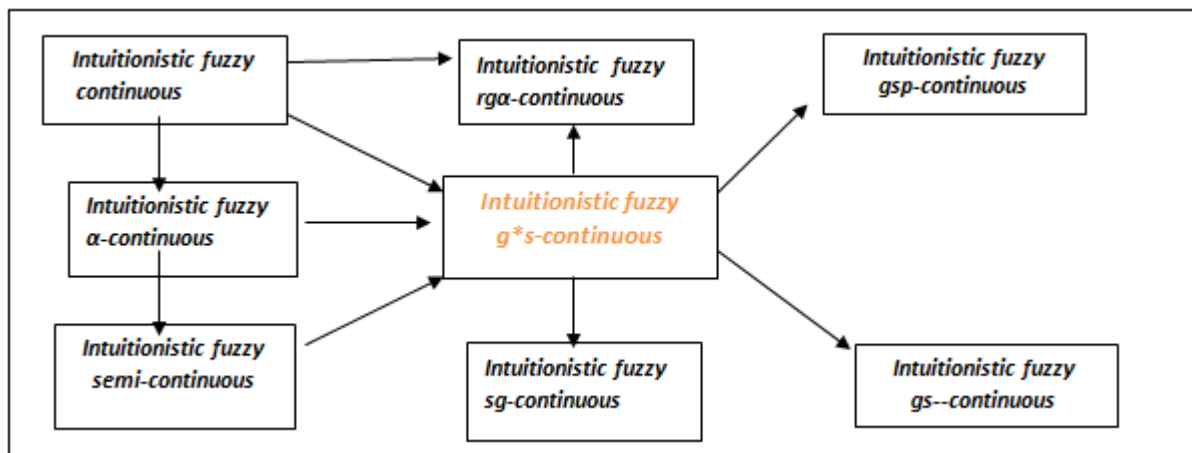 Intuitionistic fuzzy
continuous
Intuitionistic fuzzy
rgα-continuous
Intuitionistic fuzzy
gsp-continuous
Intuitionistic fuzzy
α-continuous
Intuitionistic fuzzy
g*s-continuous
Intuitionistic fuzzy
semi-continuous
Intuitionistic fuzzy
sg-continuous
Intuitionistic fuzzy
gs--continuous